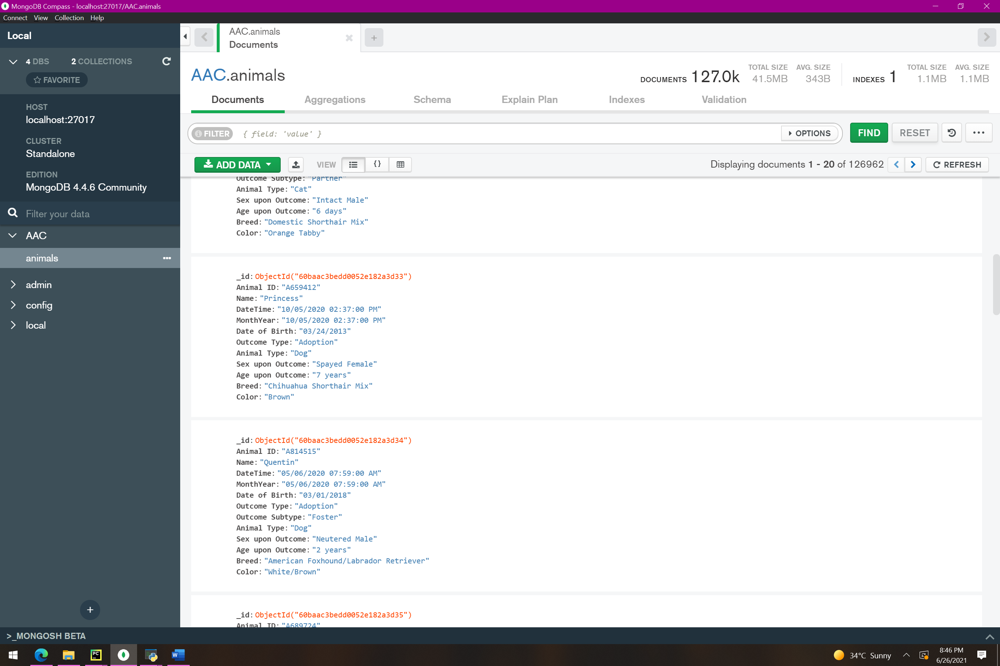 MongoDB Compass - localhost:27017/AAC.animals
Connect View Collection Help
Local
4 DBS 2 COLLECTIONS
FAVORITE
HOST
localhost:27017
CLUSTER
Standalone
EDITION
MongoDB 4.4.6 Community
Filter your data
AAC
animals
admin
config
local
AAC.animals
Documents
AAC.animals
DOCUMENTS 127.0k TOTAL SIZE 41.5MB AVG. SIZE 343B INDEXES 1 TOTAL SIZE 1.1MB AVG. SIZE 1.1MB
Documents Aggregations Schema Explain Plan Indexes Validation
FILTER { field: 'value' } OPTIONS FIND RESET
ADD DATA VIEW {} Displaying documents 1 - 20 of 126962 REFRESH
Outcome Subtype: "Partner"
Animal Type: "Cat"
Sex upon Outcome: "Intact Male"
Age upon Outcome: "6 days"
Breed: "Domestic Shorthair Mix"
Color: "Orange Tabby"
_id: ObjectId("60baac3bedd0052e182a3d33")
Animal ID: "A659412"
Name: "Princess"
DateTime: "10/05/2020 02:37:00 PM"
MonthYear: "10/05/2020 02:37:00 PM"
Date of Birth: "03/24/2013"
Outcome Type: "Adoption"
Animal Type: "Dog"
Sex upon Outcome: "Spayed Female"
Age upon Outcome: "7 years"
Breed: "Chihuahua Shorthair Mix"
Color: "Brown"
_id: ObjectId("60baac3bedd0052e182a3d34")
Animal ID: "A814515"
Name: "Quentin"
DateTime: "05/06/2020 07:59:00 AM"
MonthYear: "05/06/2020 07:59:00 AM"
Date of Birth: "03/01/2018"
Outcome Type: "Adoption"
Outcome Subtype: "Foster"
Animal Type: "Dog"
Sex upon Outcome: "Neutered Male"
Age upon Outcome: "2 years"
Breed: "American Foxhound/Labrador Retriever"
Color: "White/Brown"
_id: ObjectId("60baac3bedd0052e182a3d35")
Animal ID: "A689724"
>_MONGOSH BETA
PC
W
34°C Sunny
8:46 PM
6/26/2021